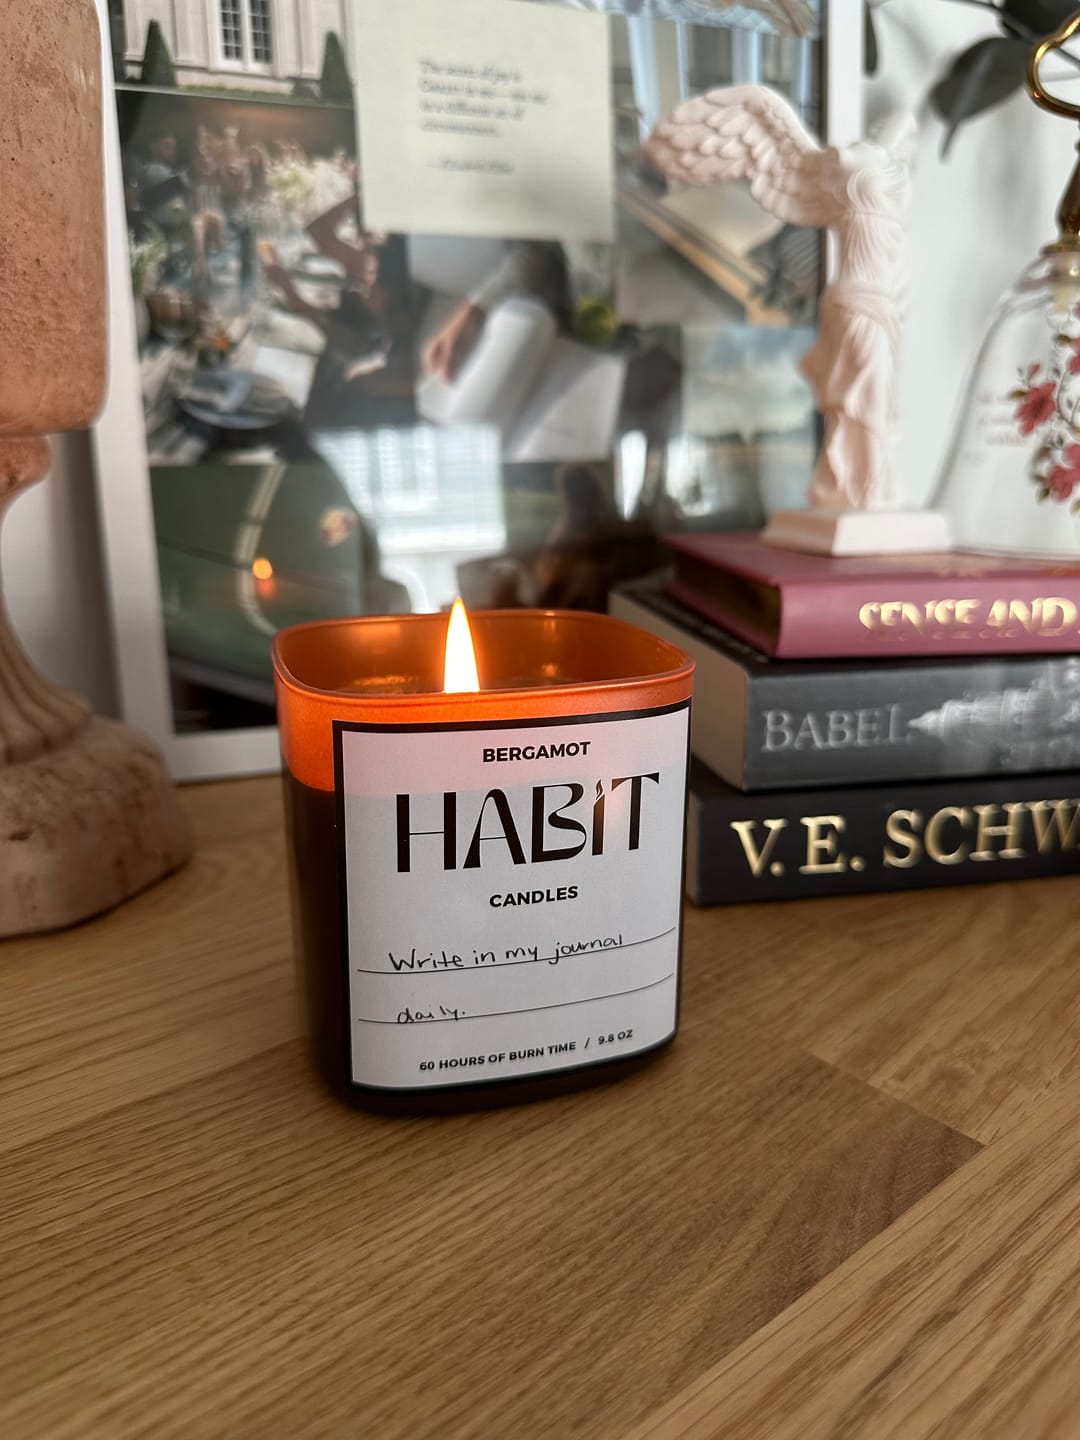 BERGAMOT
HABIT
CANDLES
Write in my journal
daily.
60 HOURS OF BURN TIME / 9.8 OZ
SENSE AND
BABEL
V. E. SCHW